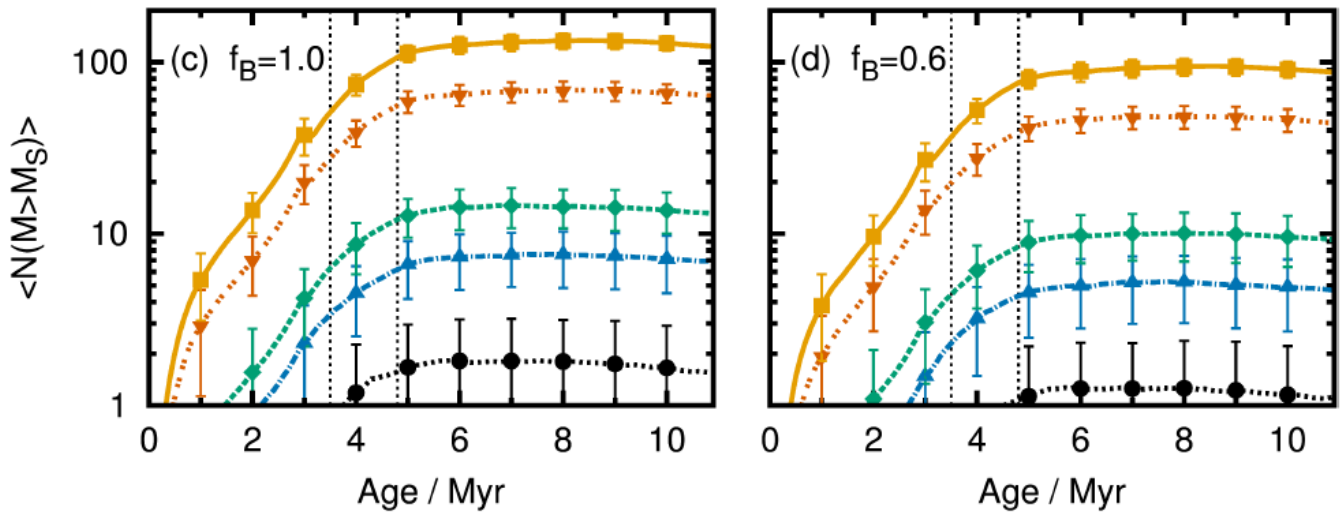 (c) f_B=1.0
(d) f_B=0.6
100
10
1
<N(M>M_S)>
0 2 4 6 8 10
0 2 4 6 8 10
Age / Myr
Age / Myr